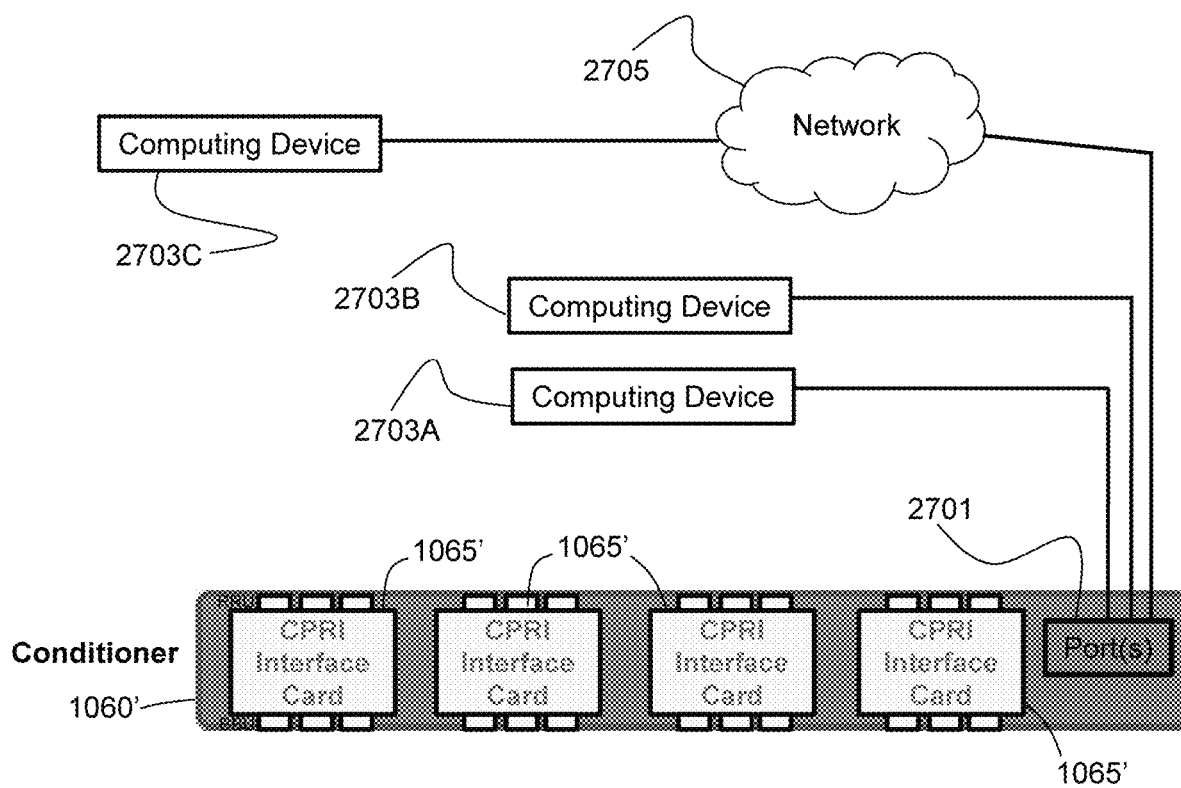 2705
Network
Computing Device
2703C
2703B
Computing Device
Computing Device
2703A
2701
1065’
1065’
CPRI
Interface
Card
CPRI
Interface
Card
CPRI
Interface
Card
CPRI
Interface
Card
Port(s)
Conditioner
1060’
1065’